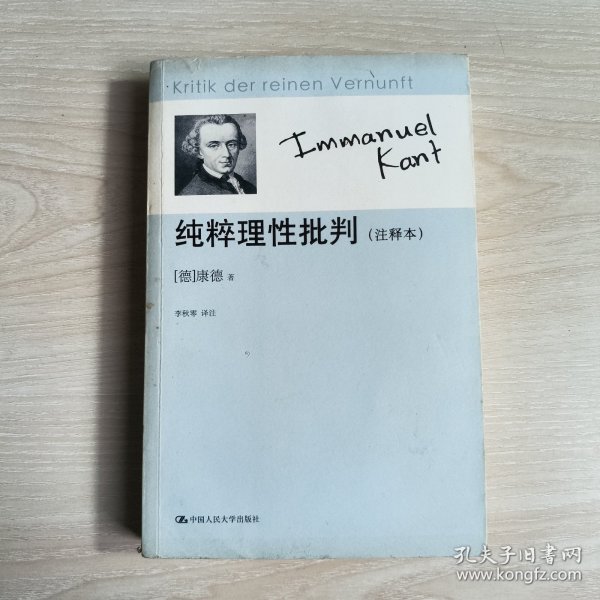 Kritik der reinen Vernunft
Immanuel
Kant
纯粹理性批判(注释本)
[德]康德 著
李秋零 译注
中国人民大学出版社
孔夫子旧书网
www.kongfz.com